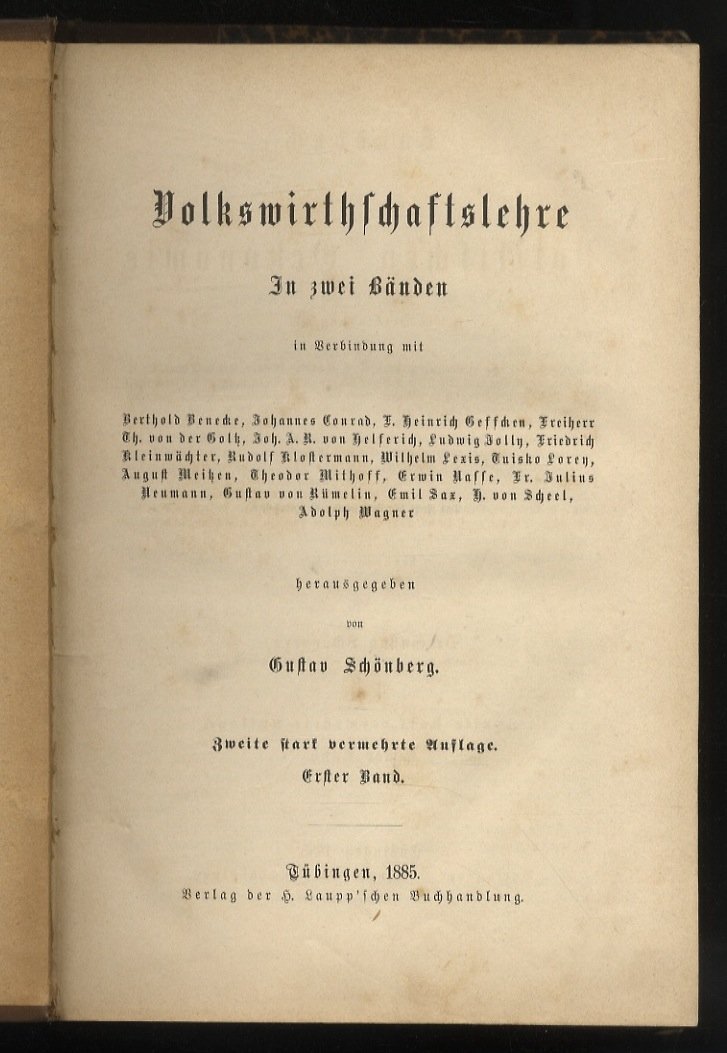 Volkswirthſchaftslehre
In zwei Bänden
in Verbindung mit
Berthold Benecke, Johannes Conrad, F. Heinrich Geffcken, Freiherr
Th. von der Goltz, Joh. A. R. von Helferich, Ludwig Jolly, Friedrich
Kleinwächter, Rudolf Kloſtermann, Wilhelm Lexis, Tuisko Lorey,
Auguſt Meitzen, Theodor Mithoff, Erwin Naſſe, Fr. Julius
Neumann, Guſtav von Rümelin, Emil Sax, H. von Scheel,
Adolph Wagner
herausgegeben
von
Guſtav Schönberg.
Zweite ſtark vermehrte Auflage.
Erſter Band.
Tübingen, 1885.
Verlag der H. Laupp'ſchen Buchhandlung.